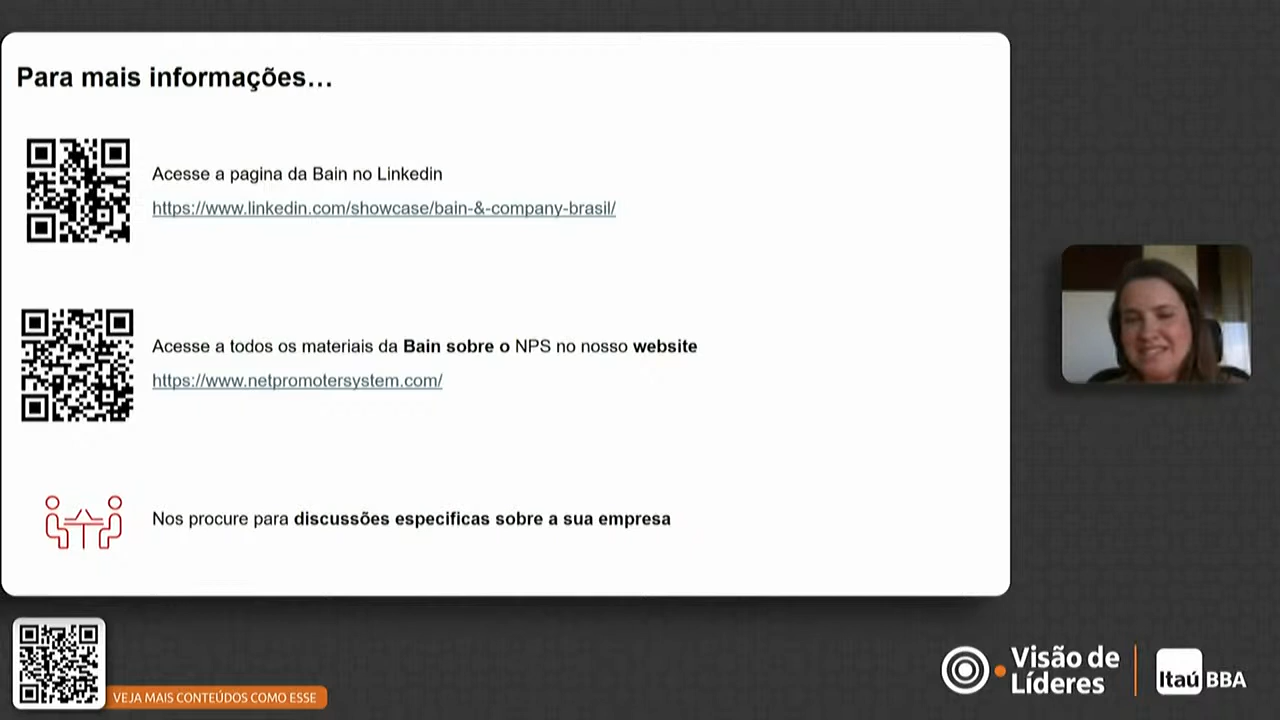 Para mais informações...
Acesse a pagina da Bain no Linkedin
https://www.linkedin.com/showcase/bain-&-company-brasil/
Acesse a todos os materiais da Bain sobre o NPS no nosso website
https://www.netpromotersystem.com/
Nos procure para discussões especificas sobre a sua empresa
VEJA MAIS CONTEÚDOS COMO ESSE
Visão de
Líderes
Itaú BBA